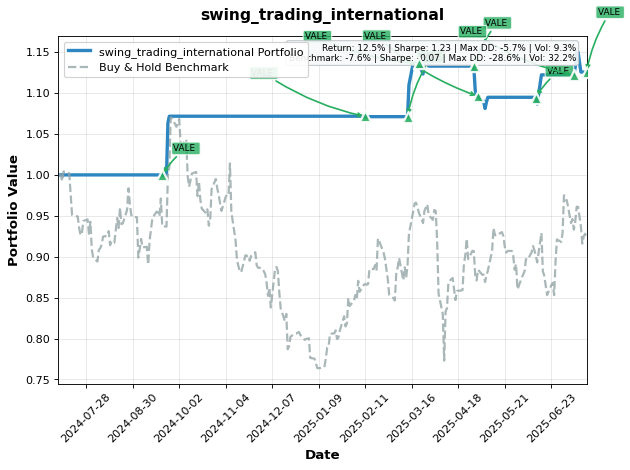 swing_trading_international
VALE
VALE
VALE
VALE
VALE
swing_trading_international Portfolio
Buy & Hold Benchmark
Return: 12.5% | Sharpe: 1.23 | Max DD: -5.7% | Vol: 9.3%
Benchmark: -7.6% | Sharpe: -0.07 | Max DD: -28.6% | Vol: 32.2%
VALE
VALE
VALE
Portfolio Value
1.15
1.10
1.05
1.00
0.95
0.90
0.85
0.80
0.75
2024-07-28
2024-08-30
2024-10-02
2024-11-04
2024-12-07
2025-01-09
2025-02-11
2025-03-16
2025-04-18
2025-05-21
2025-06-23
Date